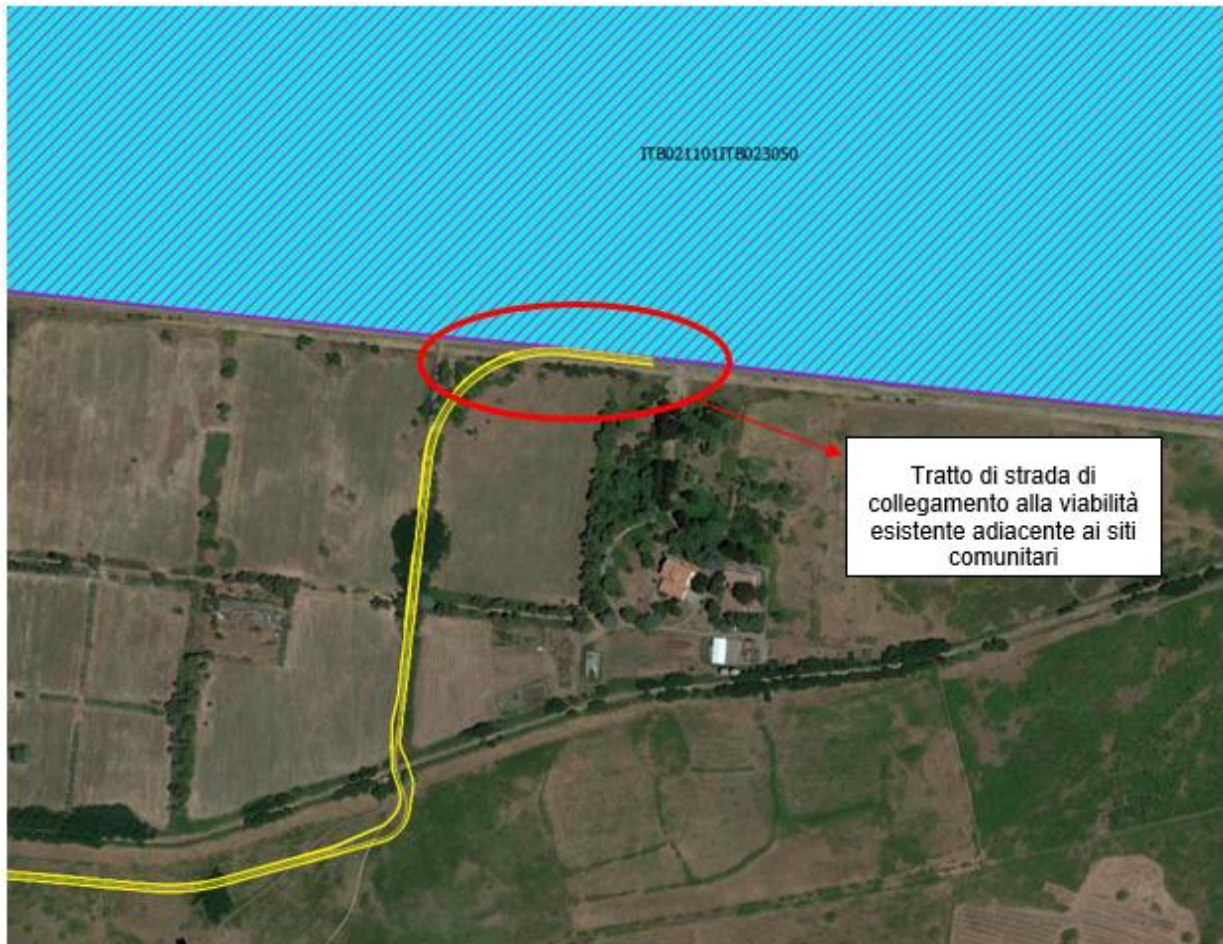 ITB021101ITB023050
Tratto di strada di
collegamento alla viabilità
esistente adiacente ai siti
comunitari